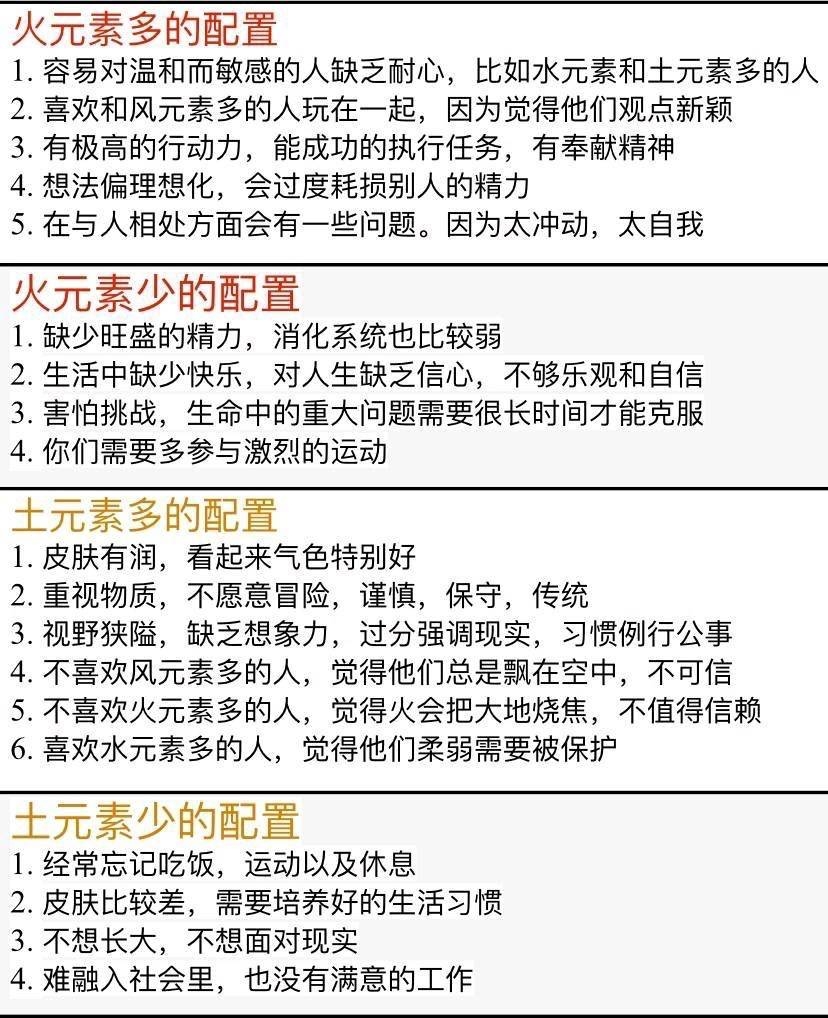 火元素多的配置
1. 容易对温和而敏感的人缺乏耐心，比如水元素和土元素多的人
2. 喜欢和风元素多的人玩在一起，因为觉得他们观点新颖
3. 有极高的行动力，能成功的执行任务，有奉献精神
4. 想法偏理想化，会过度耗损别人的精力
5. 在与人相处方面会有一些问题。因为太冲动，太自我
火元素少的配置
1. 缺少旺盛的精力，消化系统也比较弱
2. 生活中缺少快乐，对人生缺乏信心，不够乐观和自信
3. 害怕挑战，生命中的重大问题需要很长时间才能克服
4. 你们需要多参与激烈的运动
土元素多的配置
1. 皮肤有润，看起来气色特别好
2. 重视物质，不愿意冒险，谨慎，保守，传统
3. 视野狭隘，缺乏想象力，过分强调现实，习惯例行公事
4. 不喜欢风元素多的人，觉得他们总是飘在空中，不可信
5. 不喜欢火元素多的人，觉得火会把大地烧焦，不值得信赖
6. 喜欢水元素多的人，觉得他们柔弱需要被保护
土元素少的配置
1. 经常忘记吃饭，运动以及休息
2. 皮肤比较差，需要培养好的生活习惯
3. 不想长大，不想面对现实
4. 难融入社会里，也没有满意的工作